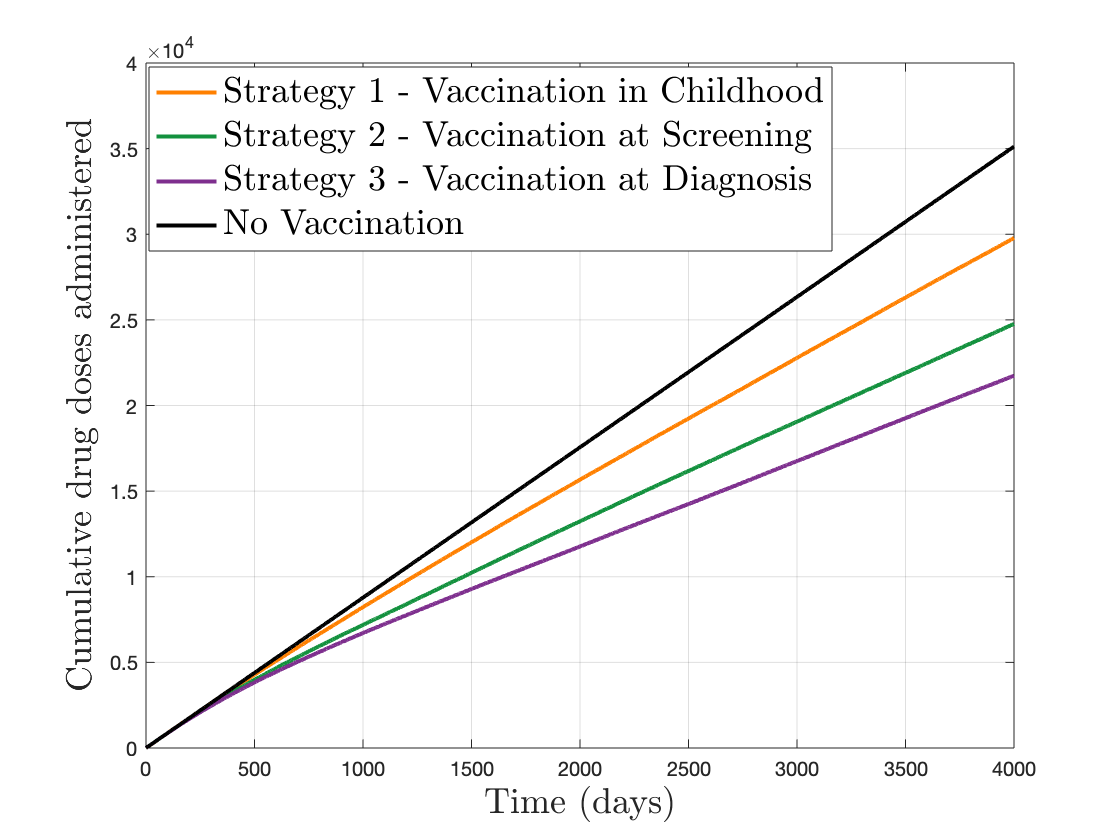 ×10⁴
4
3.5
3
2.5
2
1.5
1
0.5
0
Cumulative drug doses administered
Strategy 1 - Vaccination in Childhood
Strategy 2 - Vaccination at Screening
Strategy 3 - Vaccination at Diagnosis
No Vaccination
0 500 1000 1500 2000 2500 3000 3500 4000
Time (days)